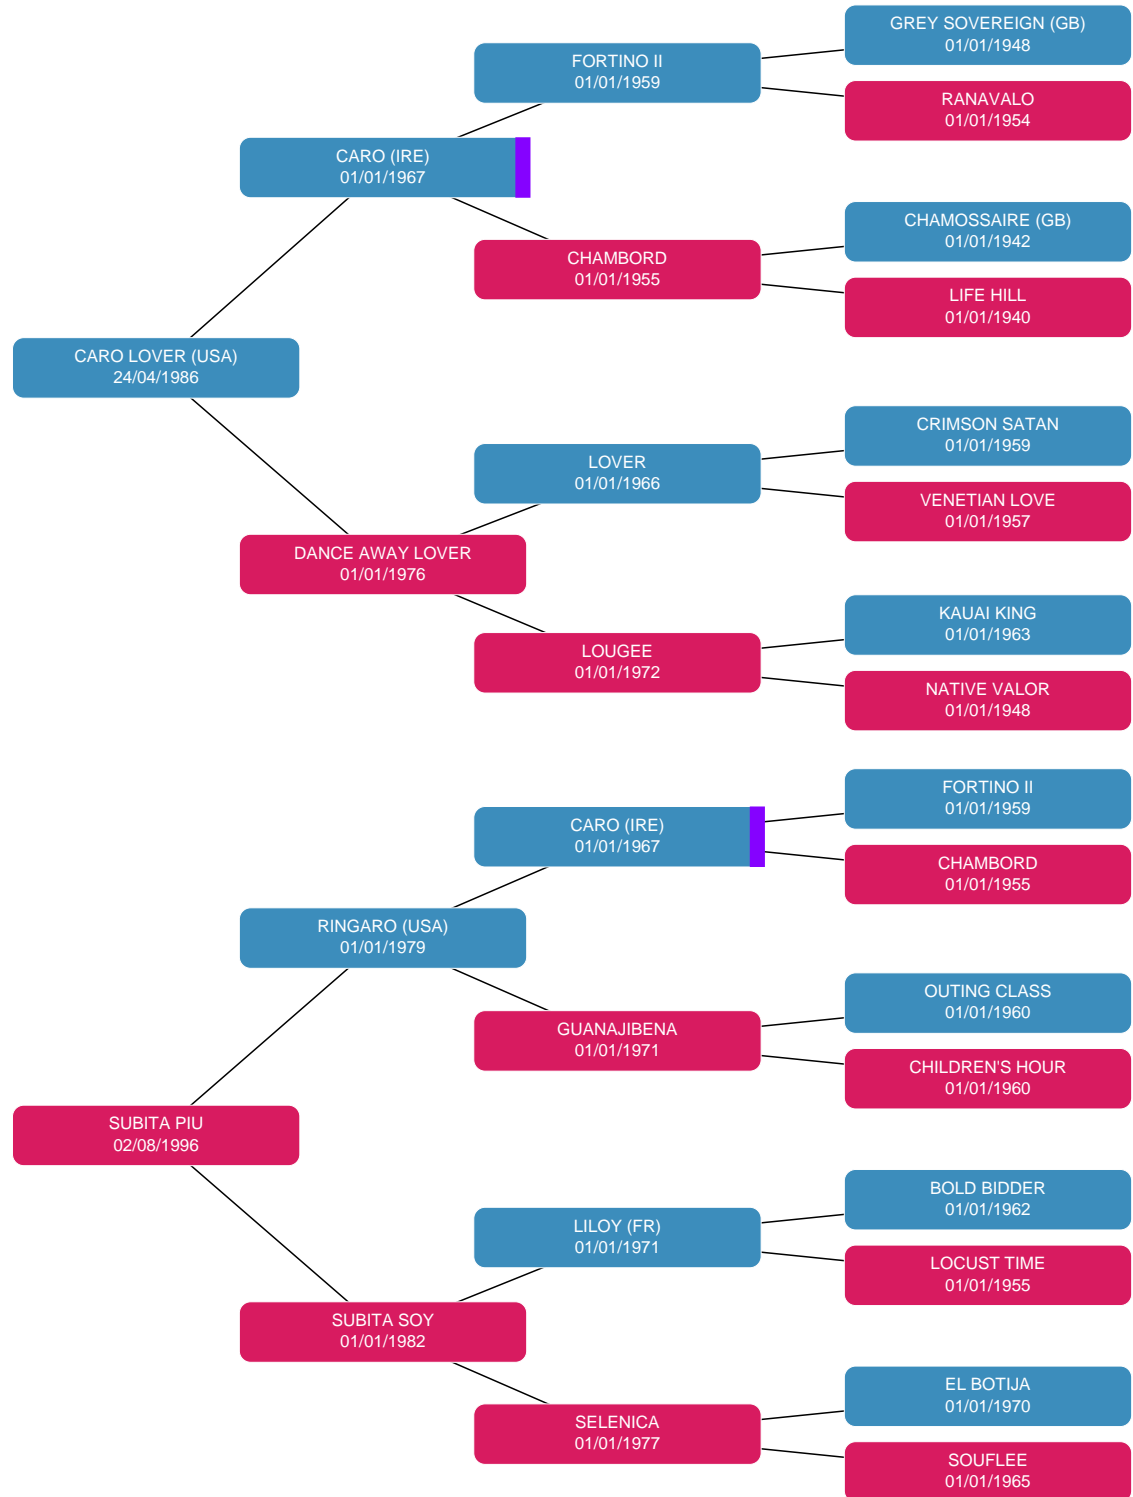 GREY SOVEREIGN (GB)
01/01/1948
FORTINO II
01/01/1959
RANAVALO
01/01/1954
CARO (IRE)
01/01/1967
CHAMOSSAIRE (GB)
01/01/1942
CHAMBORD
01/01/1955
LIFE HILL
01/01/1940
CARO LOVER (USA)
24/04/1986
CRIMSON SATAN
01/01/1959
LOVER
01/01/1966
VENETIAN LOVE
01/01/1957
DANCE AWAY LOVER
01/01/1976
KAUAI KING
01/01/1963
LOUGEE
01/01/1972
NATIVE VALOR
01/01/1948
FORTINO II
01/01/1959
CARO (IRE)
01/01/1967
CHAMBORD
01/01/1955
RINGARO (USA)
01/01/1979
OUTING CLASS
01/01/1960
GUANAJIBENA
01/01/1971
CHILDREN'S HOUR
01/01/1960
SUBITA PIU
02/08/1996
BOLD BIDDER
01/01/1962
LILOY (FR)
01/01/1971
LOCUST TIME
01/01/1955
SUBITA SOY
01/01/1982
EL BOTIJA
01/01/1970
SELENICA
01/01/1977
SOUFLEE
01/01/1965